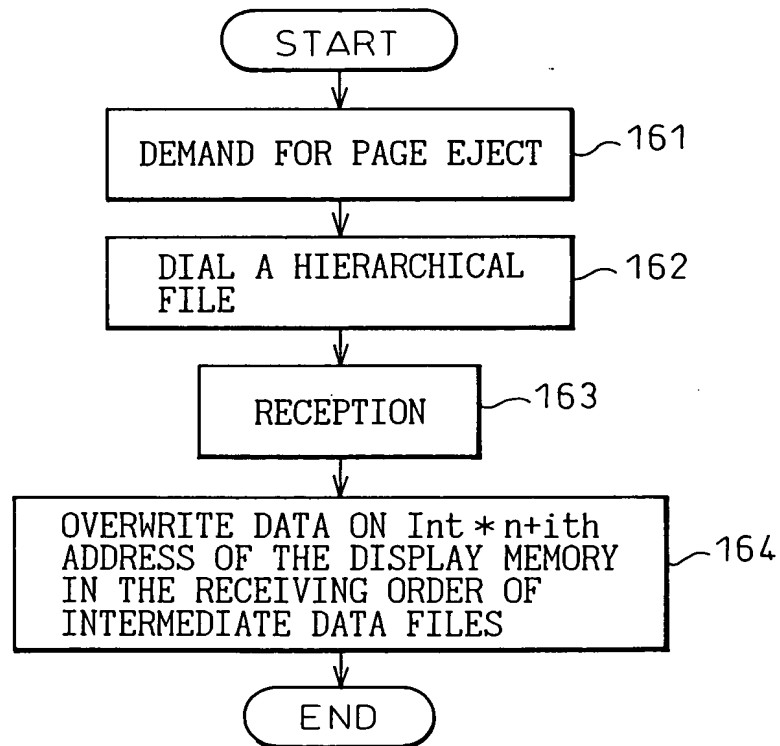 START
DEMAND FOR PAGE EJECT
161
DIAL A HIERARCHICAL
FILE
162
RECEPTION
163
OVERWRITE DATA ON Int*n+ith
ADDRESS OF THE DISPLAY MEMORY
IN THE RECEIVING ORDER OF
INTERMEDIATE DATA FILES
164
END